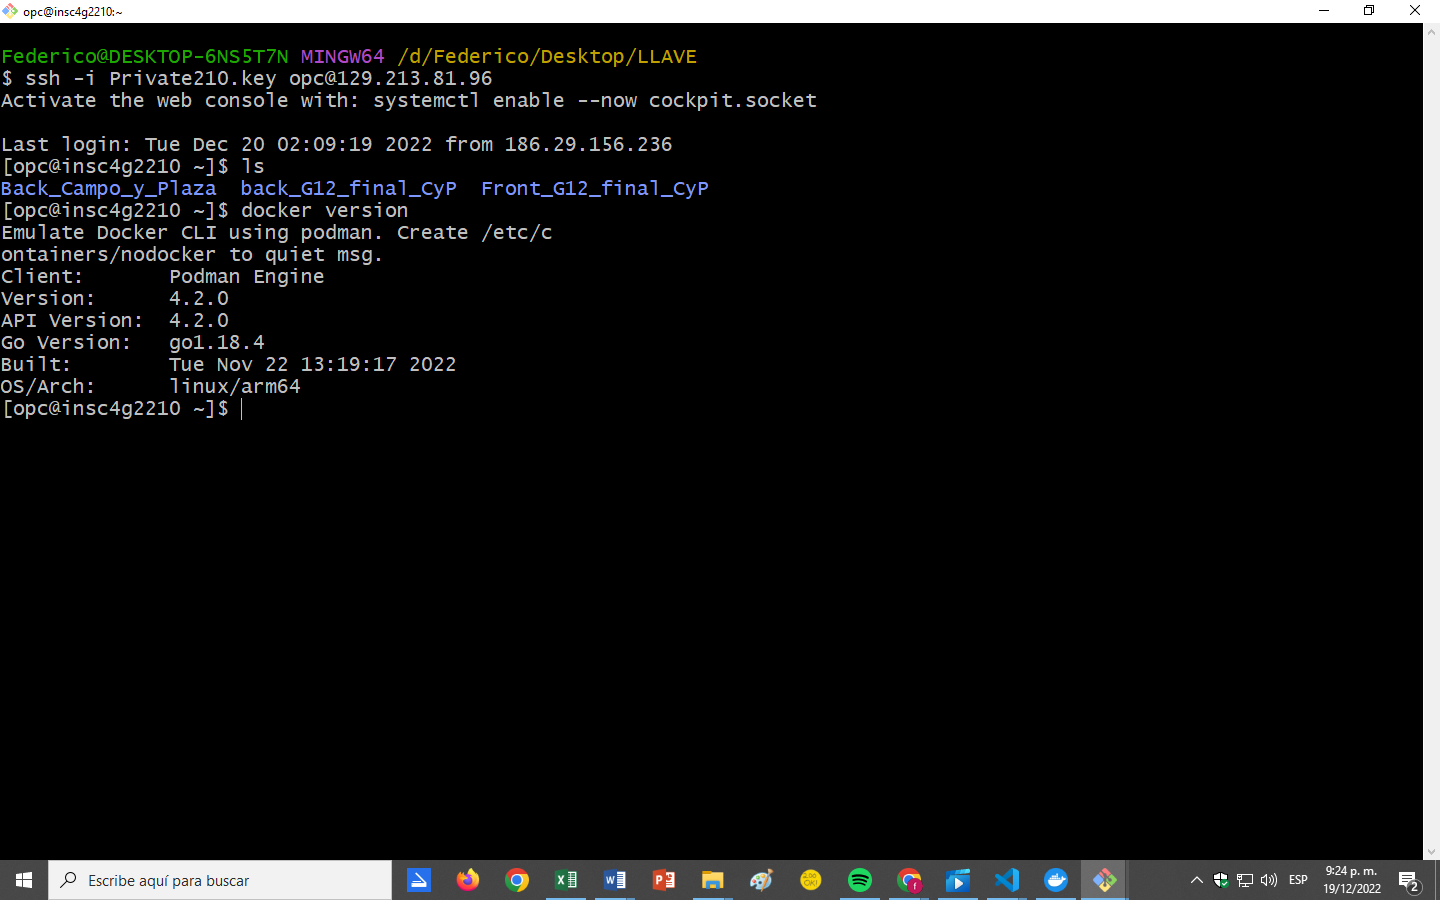 opc@insc4g2210:~
Federico@DESKTOP-6NS5T7N MINGW64 /d/Federico/Desktop/LLAVE
$ ssh -i Private210.key opc@129.213.81.96
Activate the web console with: systemctl enable --now cockpit.socket
Last login: Tue Dec 20 02:09:19 2022 from 186.29.156.236
[opc@insc4g2210 ~]$ ls
Back_Campo_y_Plaza  back_G12_final_CyP  Front_G12_final_CyP
[opc@insc4g2210 ~]$ docker version
Emulate Docker CLI using podman. Create /etc/c
ontainers/nodocker to quiet msg.
Client:       Podman Engine
Version:      4.2.0
API Version:  4.2.0
Go Version:   go1.18.4
Built:        Tue Nov 22 13:19:17 2022
OS/Arch:      linux/arm64
[opc@insc4g2210 ~]$
Escribe aquí para buscar
ESP
9:24 p. m.
19/12/2022
2